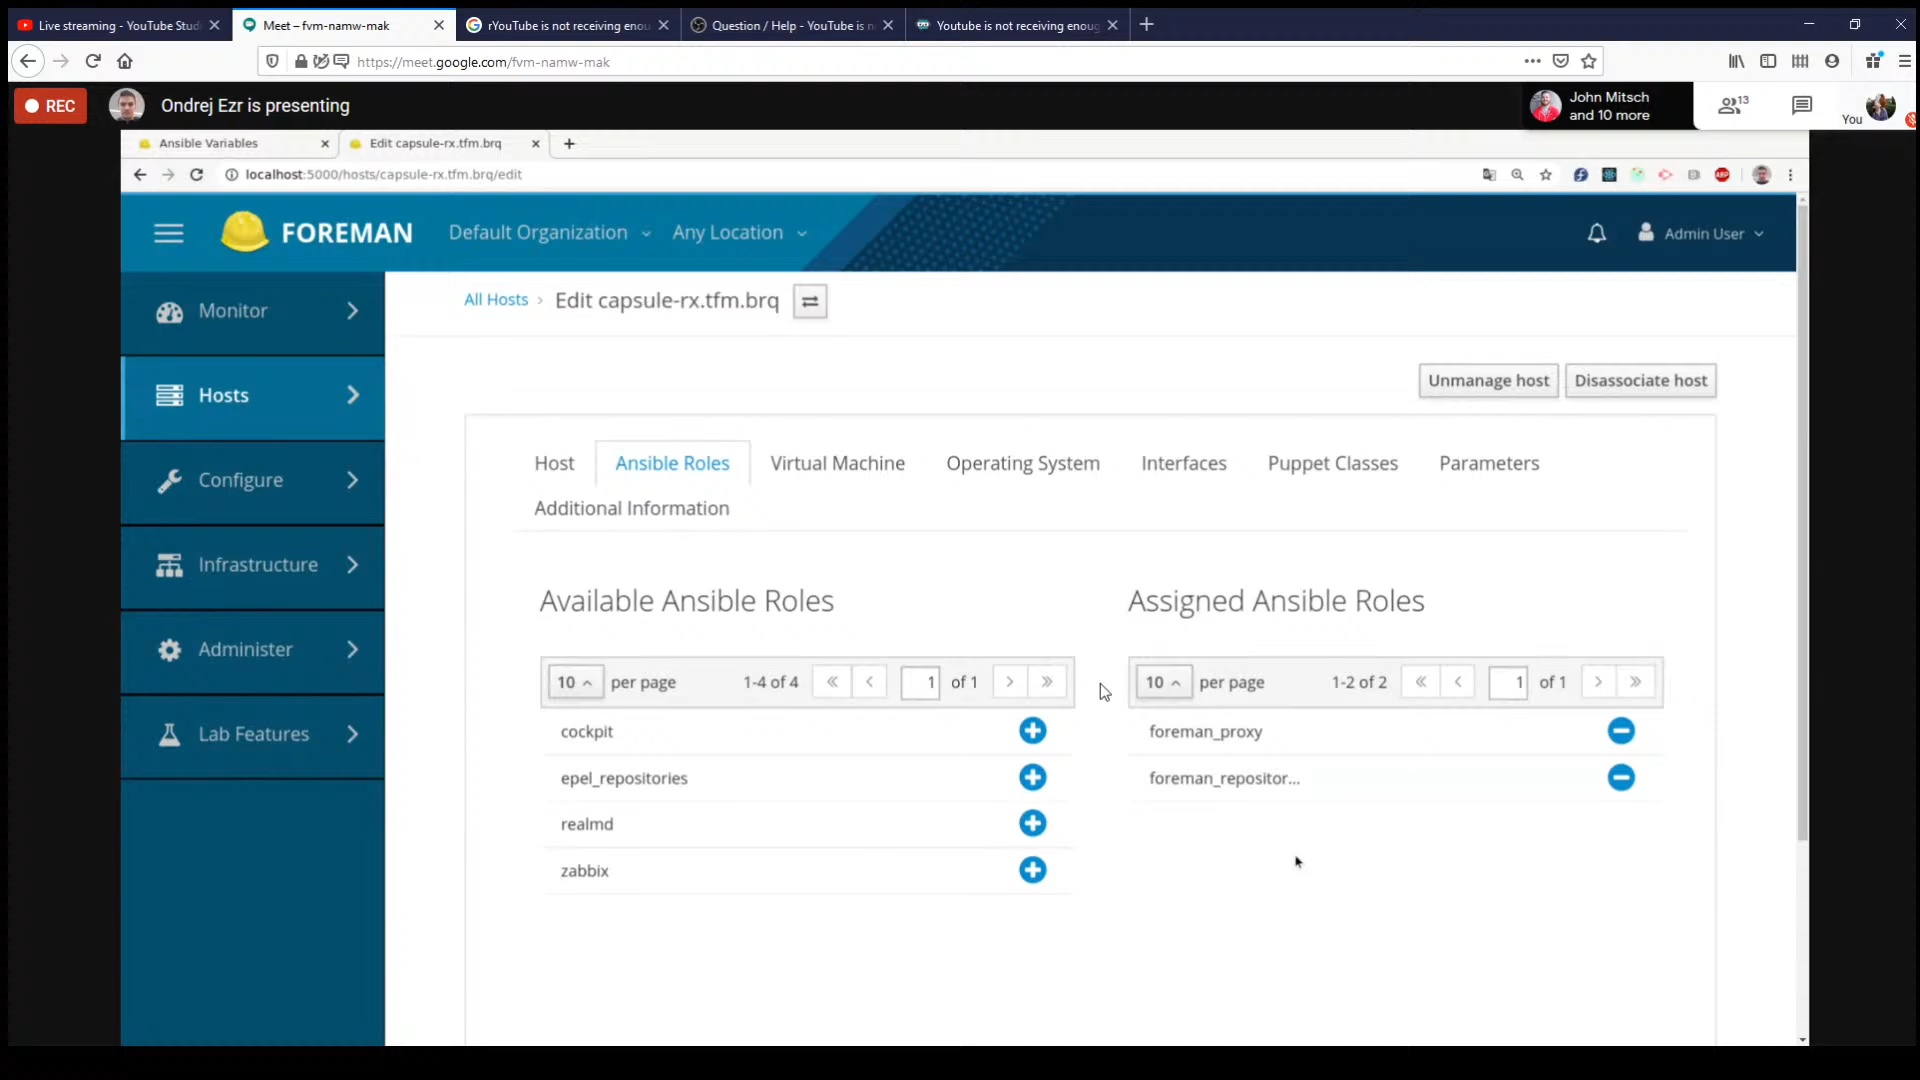 Live streaming - YouTube Stud
Meet – fvm-namw-mak
rYouTube is not receiving enou
Question / Help - YouTube is n
Youtube is not receiving enoug
https://meet.google.com/fvm-namw-mak
REC
Ondrej Ezr is presenting
John Mitsch
and 10 more
13
You
Ansible Variables
Edit capsule-rx.tfm.brq
localhost:5000/hosts/capsule-rx.tfm.brq/edit
ABP
FOREMAN
Default Organization
Any Location
Admin User
Monitor
Hosts
Configure
Infrastructure
Administer
Lab Features
All Hosts
Edit capsule-rx.tfm.brq
Unmanage host
Disassociate host
Host
Ansible Roles
Virtual Machine
Operating System
Interfaces
Puppet Classes
Parameters
Additional Information
Available Ansible Roles
10 per page 1-4 of 4 « < 1 of 1 > »
cockpit
epel_repositories
realmd
zabbix
Assigned Ansible Roles
10 per page 1-2 of 2 « < 1 of 1 > »
foreman_proxy
foreman_repositor...